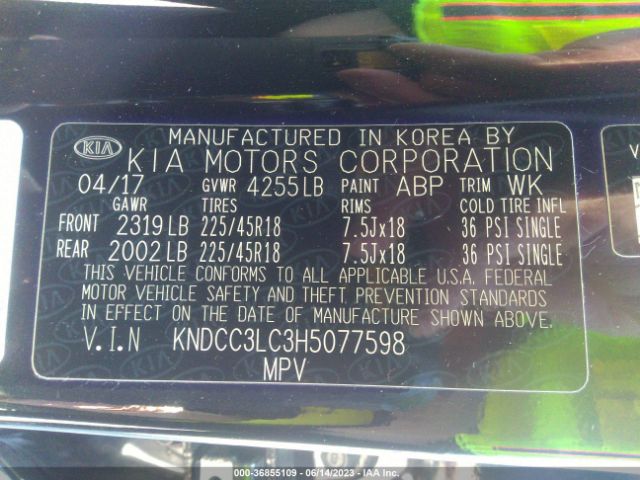 MANUFACTURED IN KOREA BY
KIA KIA MOTORS CORPORATION
04/17 GVWR 4255LB PAINT ABP TRIM WK
GAWR TIRES RIMS COLD TIRE INFL
FRONT 2319LB 225/45R18 7.5Jx18 36 PSI SINGLE
REAR 2002LB 225/45R18 7.5Jx18 36 PSI SINGLE
THIS VEHICLE CONFORMS TO ALL APPLICABLE U.S.A. FEDERAL
MOTOR VEHICLE SAFETY AND THEFT PREVENTION STANDARDS
IN EFFECT ON THE DATE OF MANUFACTURE SHOWN ABOVE.
V.I.N KNDCC3LC3H5077598
MPV
000-36855109 - 06/14/2023 - IAA Inc.